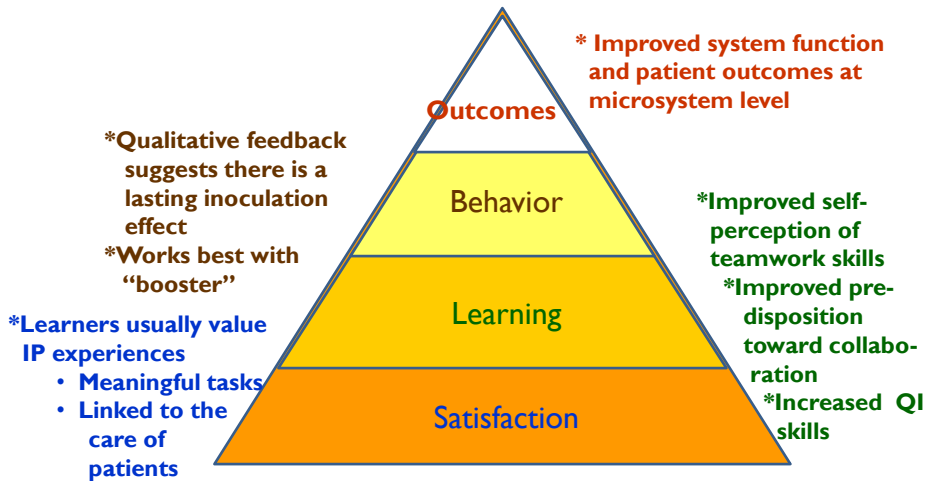 * Improved system function
and patient outcomes at
microsystem level
Outcomes
*Qualitative feedback
suggests there is a
lasting inoculation
effect
*Works best with
“booster”
Behavior
*Improved self-
perception of
teamwork skills
*Improved pre-
disposition
toward collabo-
ration
*Increased QI
skills
Learning
*Learners usually value
IP experiences
• Meaningful tasks
• Linked to the
care of
patients
Satisfaction